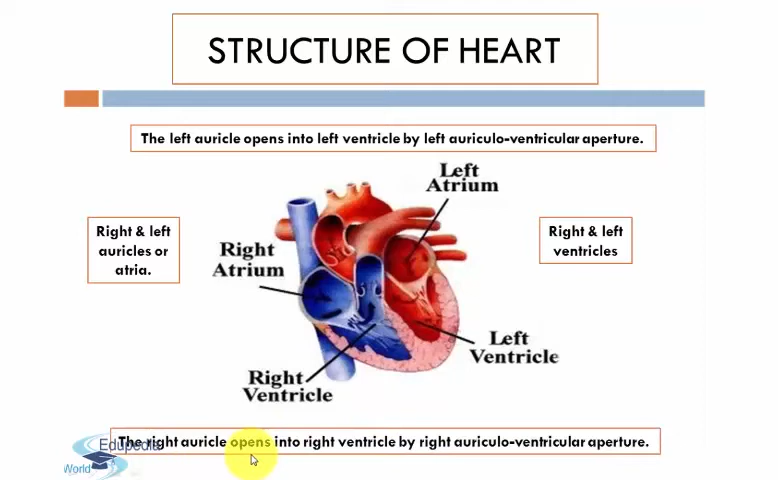 STRUCTURE OF HEART
The left auricle opens into left ventricle by left auriculo-ventricular aperture.
Left
Atrium
Right & left
auricles or
atria.
Right
Atrium
Right & left
ventricles
Left
Ventricle
Right
Ventricle
The right auricle opens into right ventricle by right auriculo-ventricular aperture.
Edupedia
World